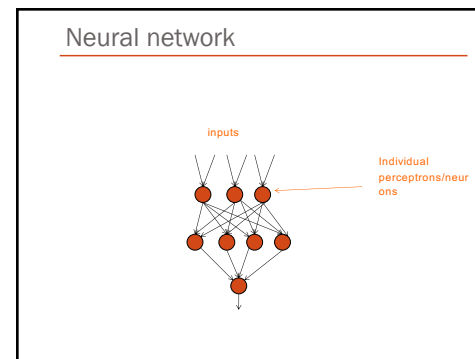 Neural network
inputs
Individual
perceptrons/neur
ons